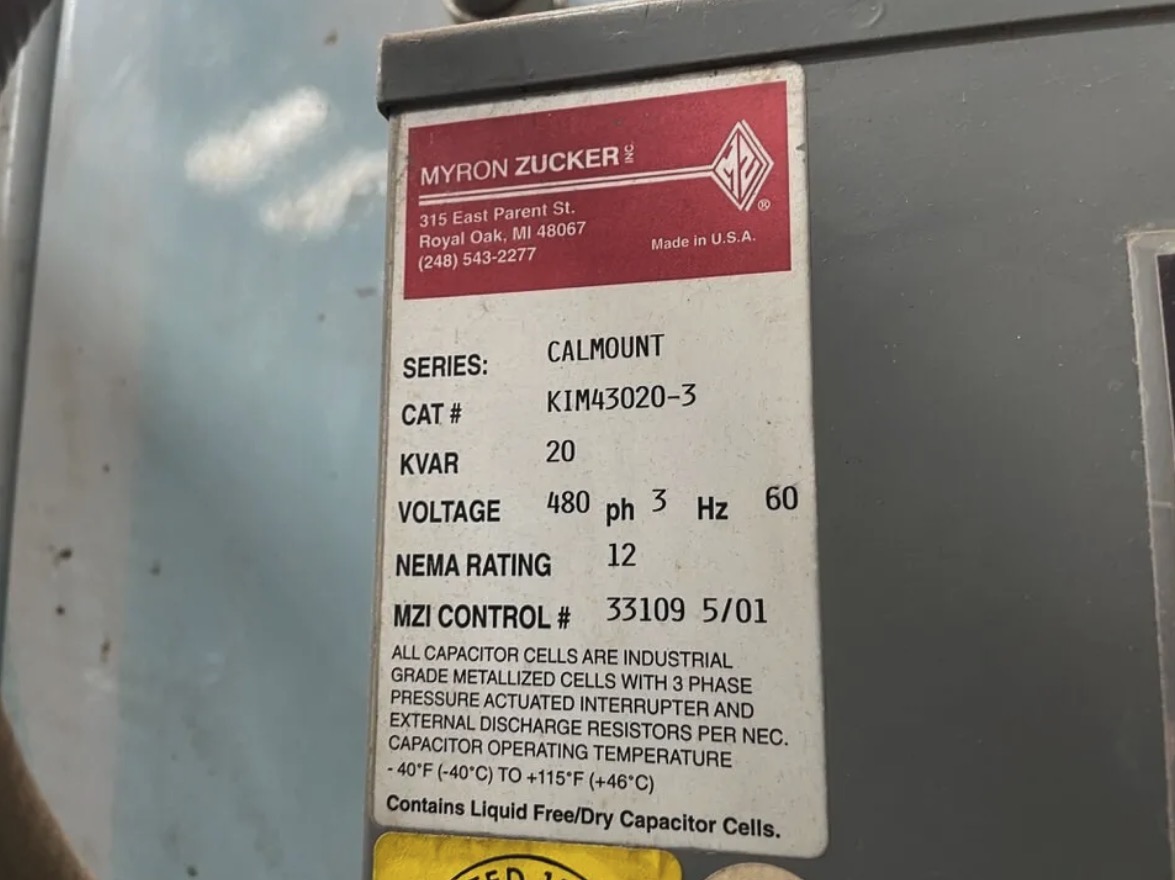 MYRON ZUCKER INC
MZI ®
315 East Parent St.
Royal Oak, MI 48067
(248) 543-2277
Made in U.S.A.
SERIES: CALMOUNT
CAT # KIM43020-3
KVAR 20
VOLTAGE 480 ph 3 Hz 60
NEMA RATING 12
MZI CONTROL # 33109 5/01
ALL CAPACITOR CELLS ARE INDUSTRIAL
GRADE METALLIZED CELLS WITH 3 PHASE
PRESSURE ACTUATED INTERRUPTER AND
EXTERNAL DISCHARGE RESISTORS PER NEC.
CAPACITOR OPERATING TEMPERATURE
- 40°F (-40°C) TO +115°F (+46°C)
Contains Liquid Free/Dry Capacitor Cells.